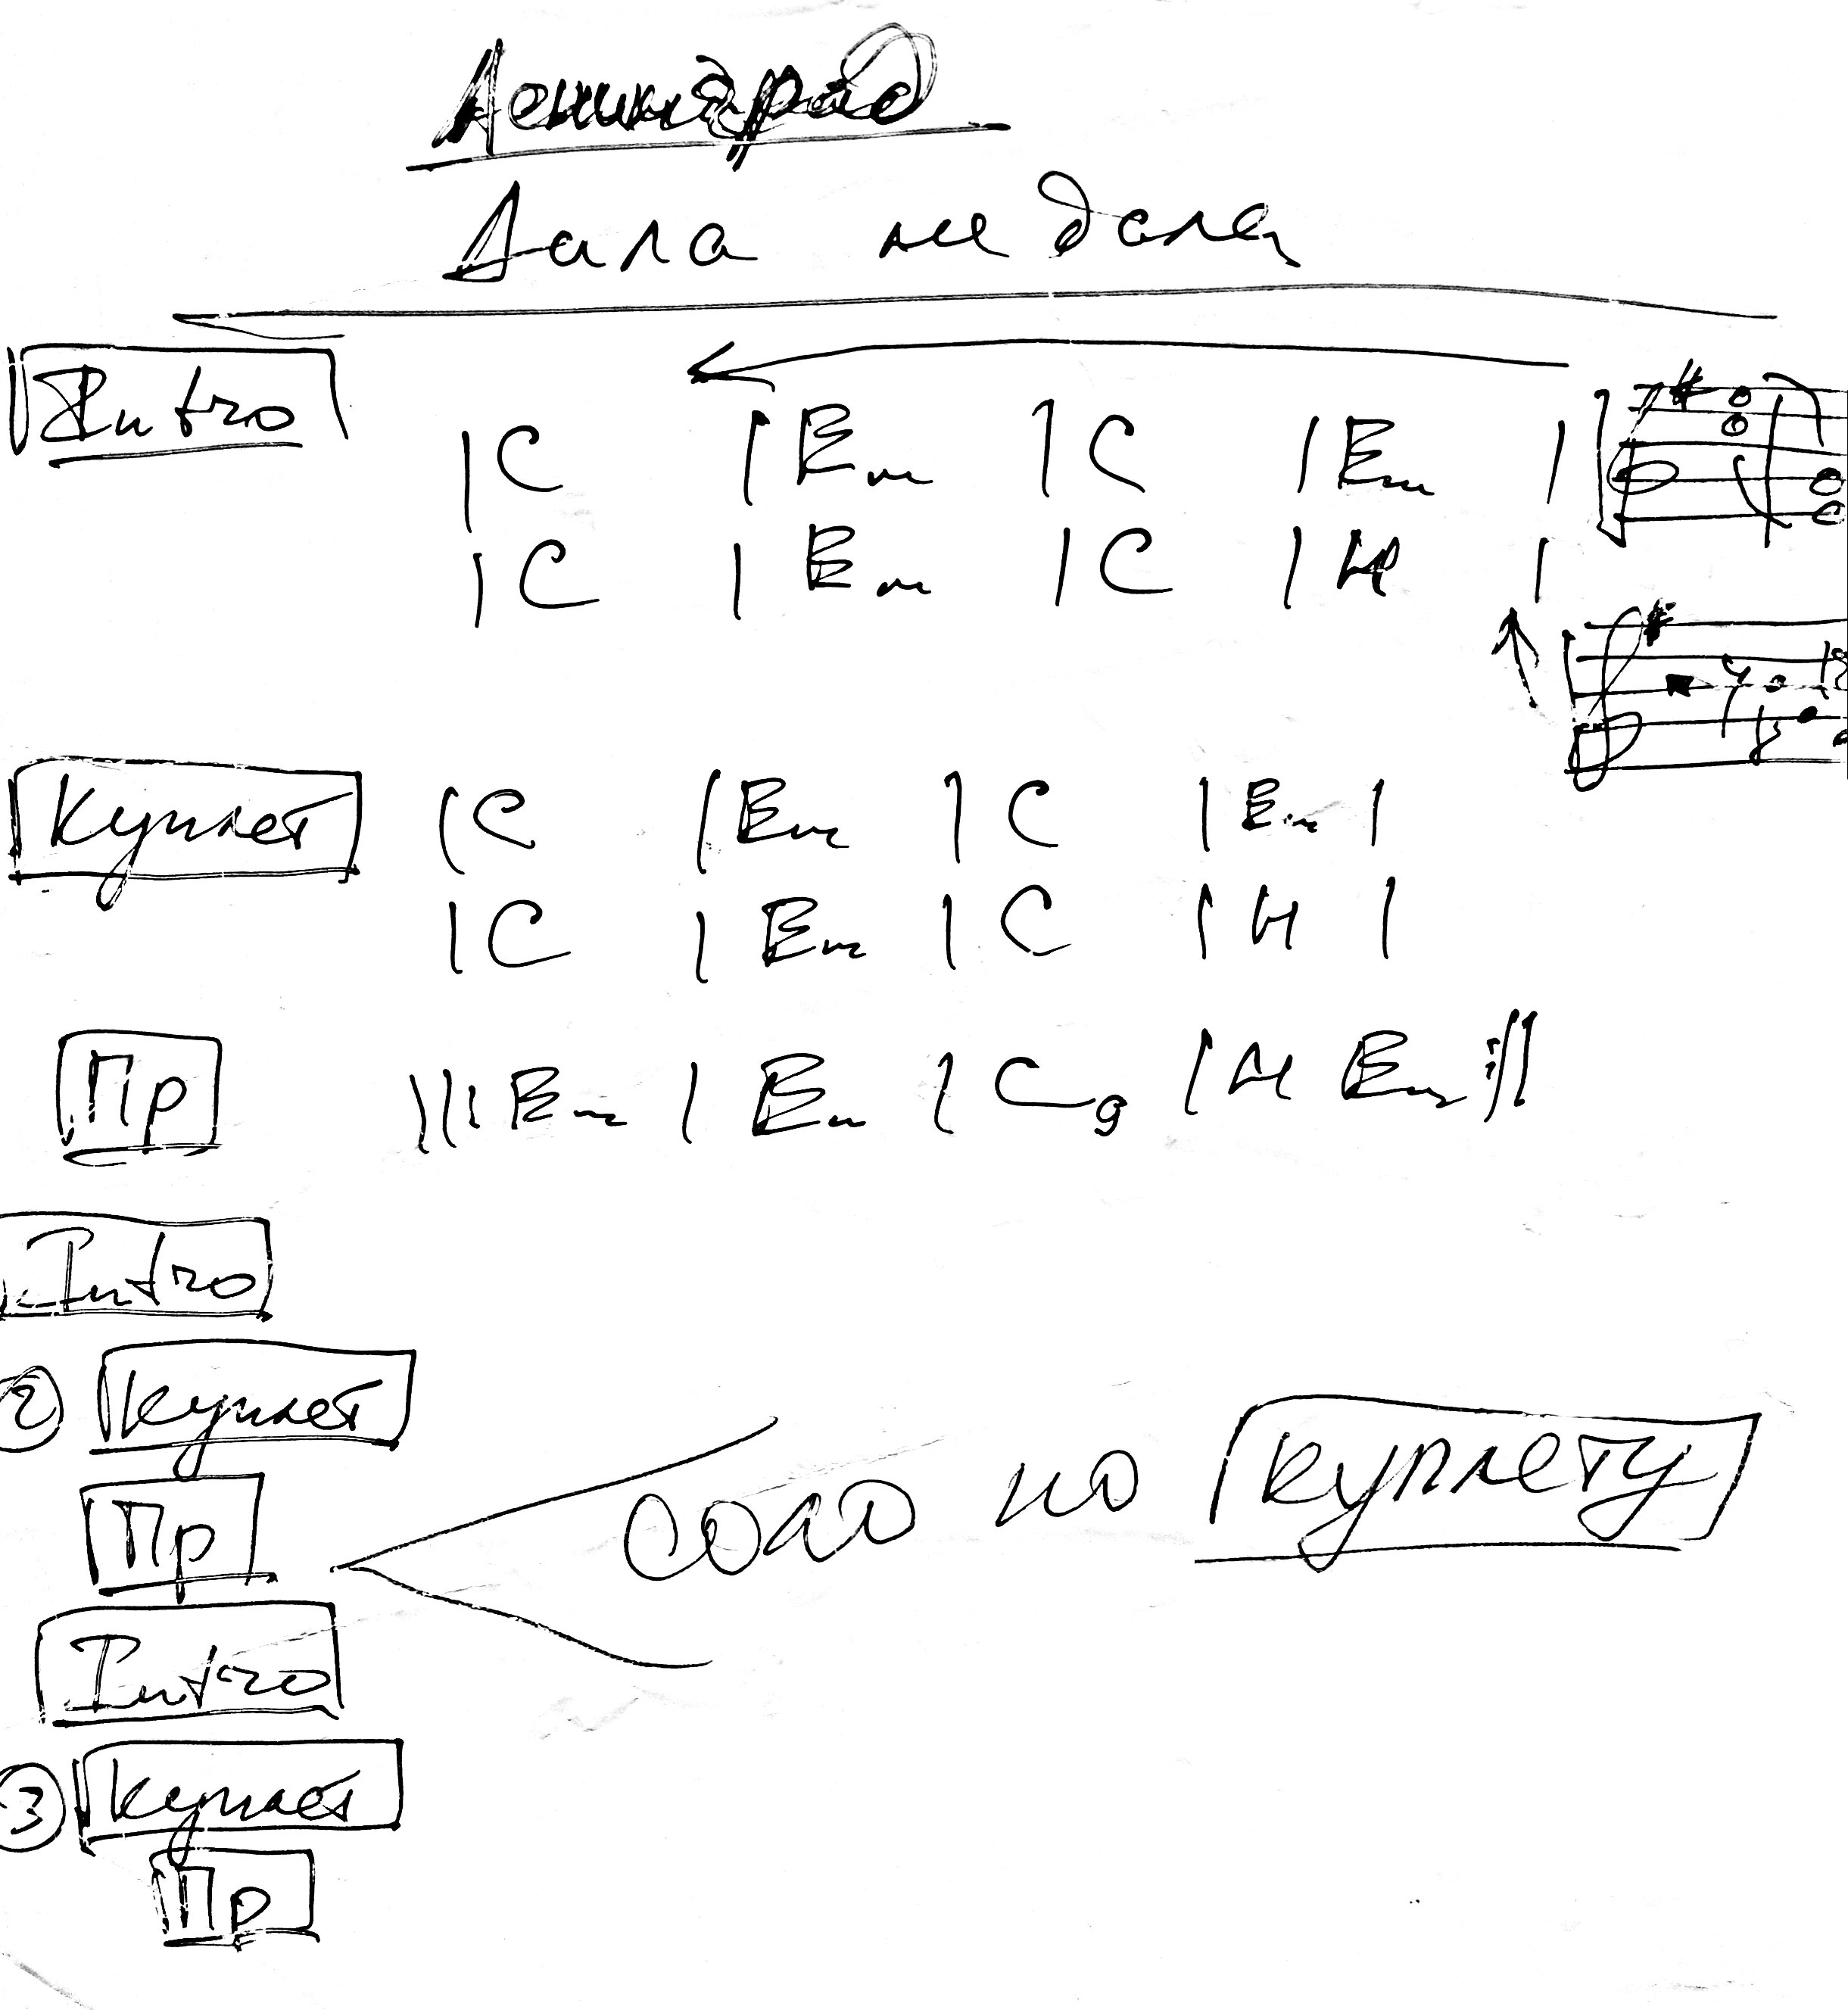 Ленинград
Дала не дала
Intro |C |Em |C |Em |
|C |Em |C |H |
Куплет |C |Em |C |Em |
|C |Em |C |H |
Пр ||: Em | Em | C9 | H Em :||
Intro
② Куплет
Пр соло по куплету
Intro
③ Куплет
Пр